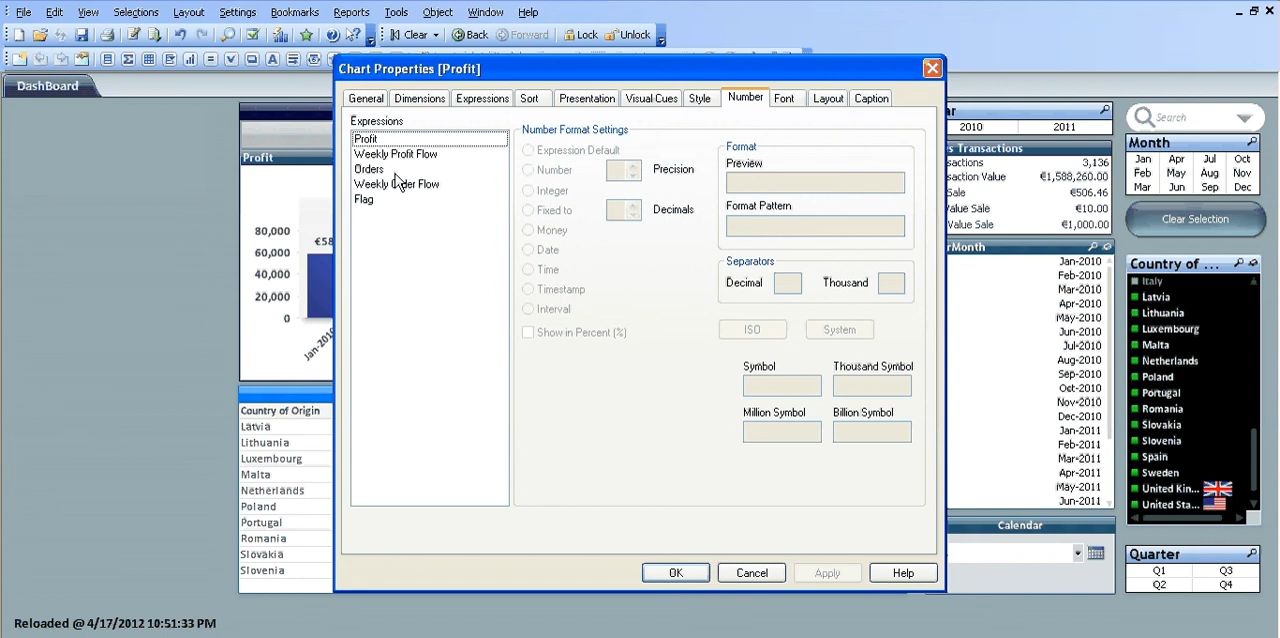 File Edit View Selections Layout Settings Bookmarks Reports Tools Object Window Help
Clear Back Forward Lock Unlock
DashBoard
Chart Properties [Profit]
General Dimensions Expressions Sort Presentation Visual Cues Style Number Font Layout Caption
Expressions
Profit
Weekly Profit Flow
Orders
Weekly Order Flow
Flag
Number Format Settings
Expression Default
Number
Precision
Integer
Fixed to
Decimals
Money
Date
Time
Timestamp
Interval
Show in Percent (%)
Format
Preview
Format Pattern
Separators
Decimal
Thousand
ISO
System
Symbol
Thousand Symbol
Million Symbol
Billion Symbol
OK
Cancel
Apply
Help
Profit
80,000
60,000
40,000
20,000
0
€58
Jan-2010
Country of Origin
Latvia
Lithuania
Luxembourg
Malta
Netherlands
Poland
Portugal
Romania
Slovakia
Slovenia
2010 2011
s Transactions
sactions 3,136
saction Value €1,588,260.00
Sale €506.46
Value Sale €10.00
Value Sale €1,000.00
rMonth
Jan-2010
Feb-2010
Mar-2010
Apr-2010
May-2010
Jun-2010
Jul-2010
Aug-2010
Sep-2010
Oct-2010
Nov-2010
Dec-2010
Jan-2011
Feb-2011
Mar-2011
Apr-2011
May-2011
Jun-2011
Calendar
Search
Month
Jan Apr Jul Oct
Feb May Aug Nov
Mar Jun Sep Dec
Clear Selection
Country of ...
Italy
Latvia
Lithuania
Luxembourg
Malta
Netherlands
Poland
Portugal
Romania
Slovakia
Slovenia
Spain
Sweden
United Kin...
United Sta...
Quarter
Q1 Q3
Q2 Q4
Reloaded @ 4/17/2012 10:51:33 PM